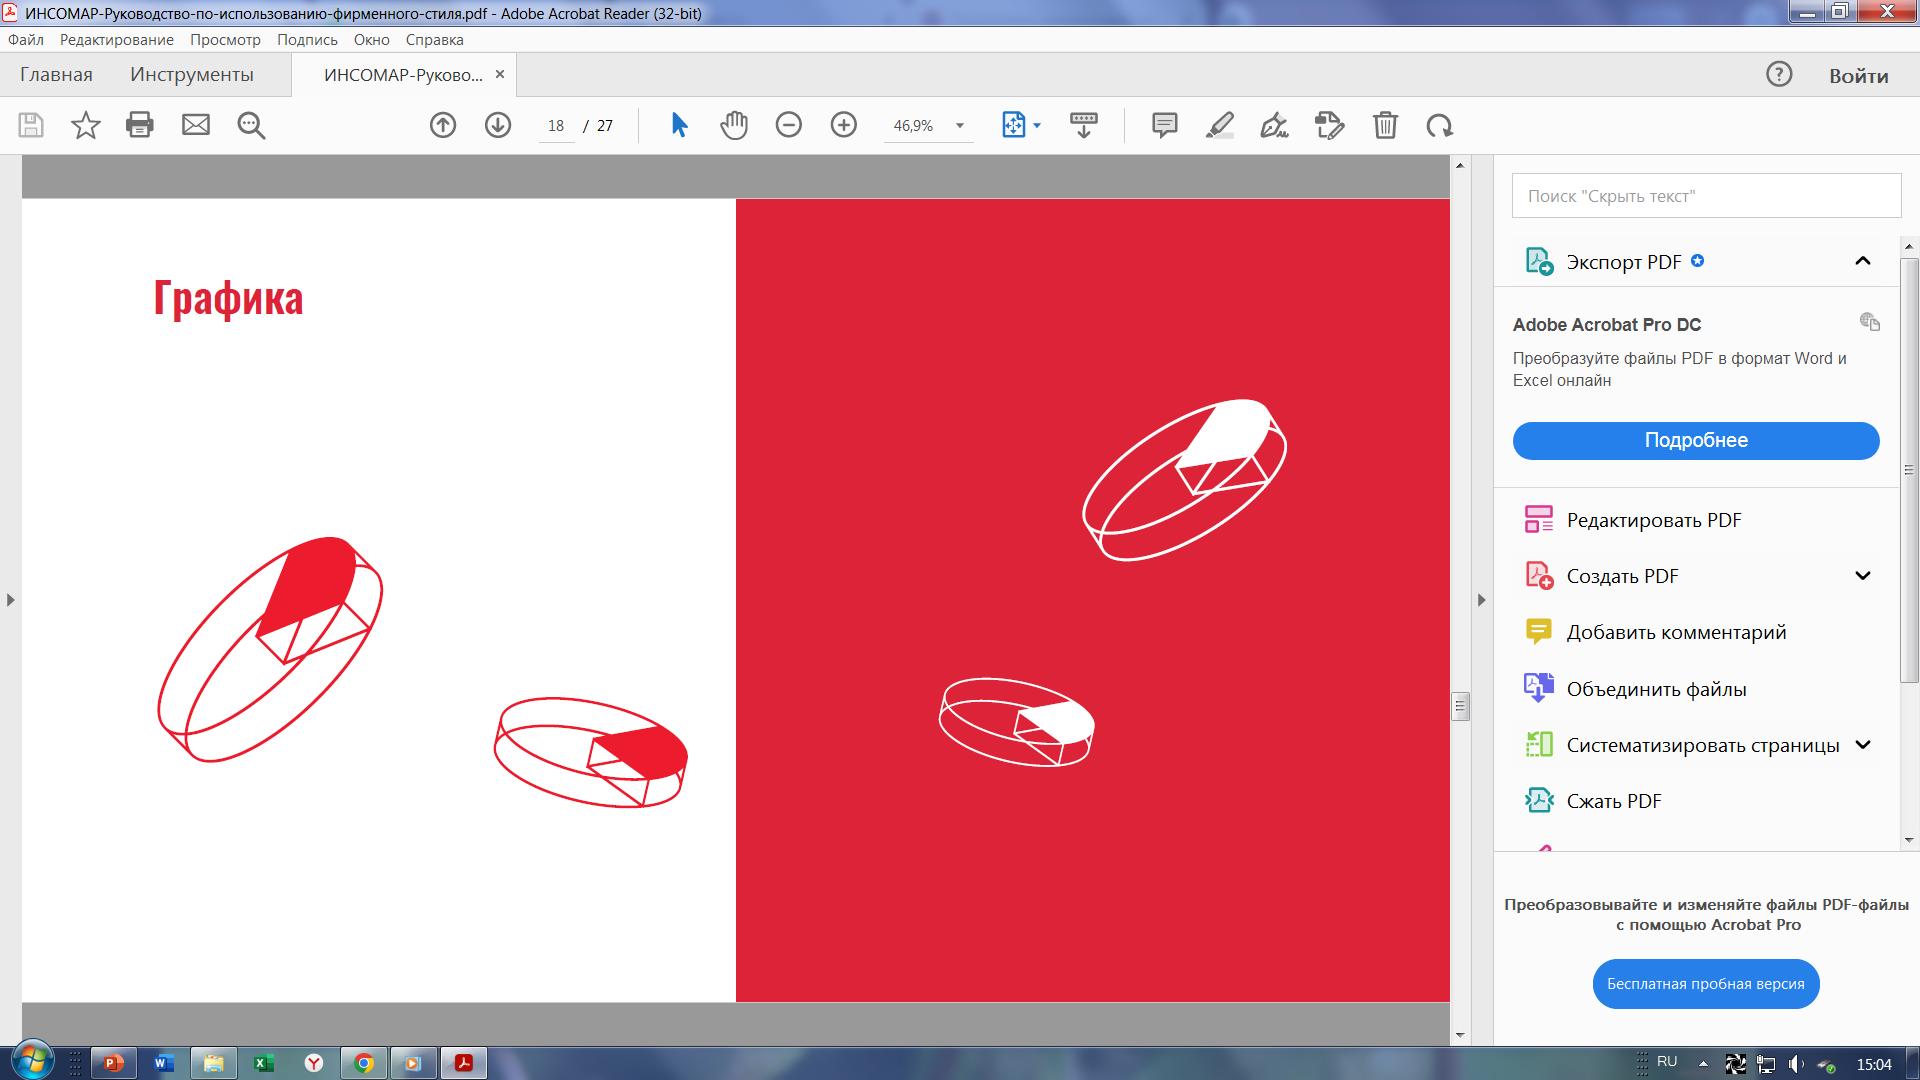 ИНСОМАР-Руководство-по-использованию-фирменного-стиля.pdf - Adobe Acrobat Reader (32-bit)
Файл Редактирование Просмотр Подпись Окно Справка
Главная Инструменты ИНСОМАР-Руково... × Войти
18 / 27 46,9%
Графика
Поиск "Скрыть текст"
Экспорт PDF
Adobe Acrobat Pro DC
Преобразуйте файлы PDF в формат Word и
Excel онлайн
Подробнее
Редактировать PDF
Создать PDF
Добавить комментарий
Объединить файлы
Систематизировать страницы
Сжать PDF
Преобразовывайте и изменяйте файлы PDF-файлы
с помощью Acrobat Pro
Бесплатная пробная версия
RU 15:04